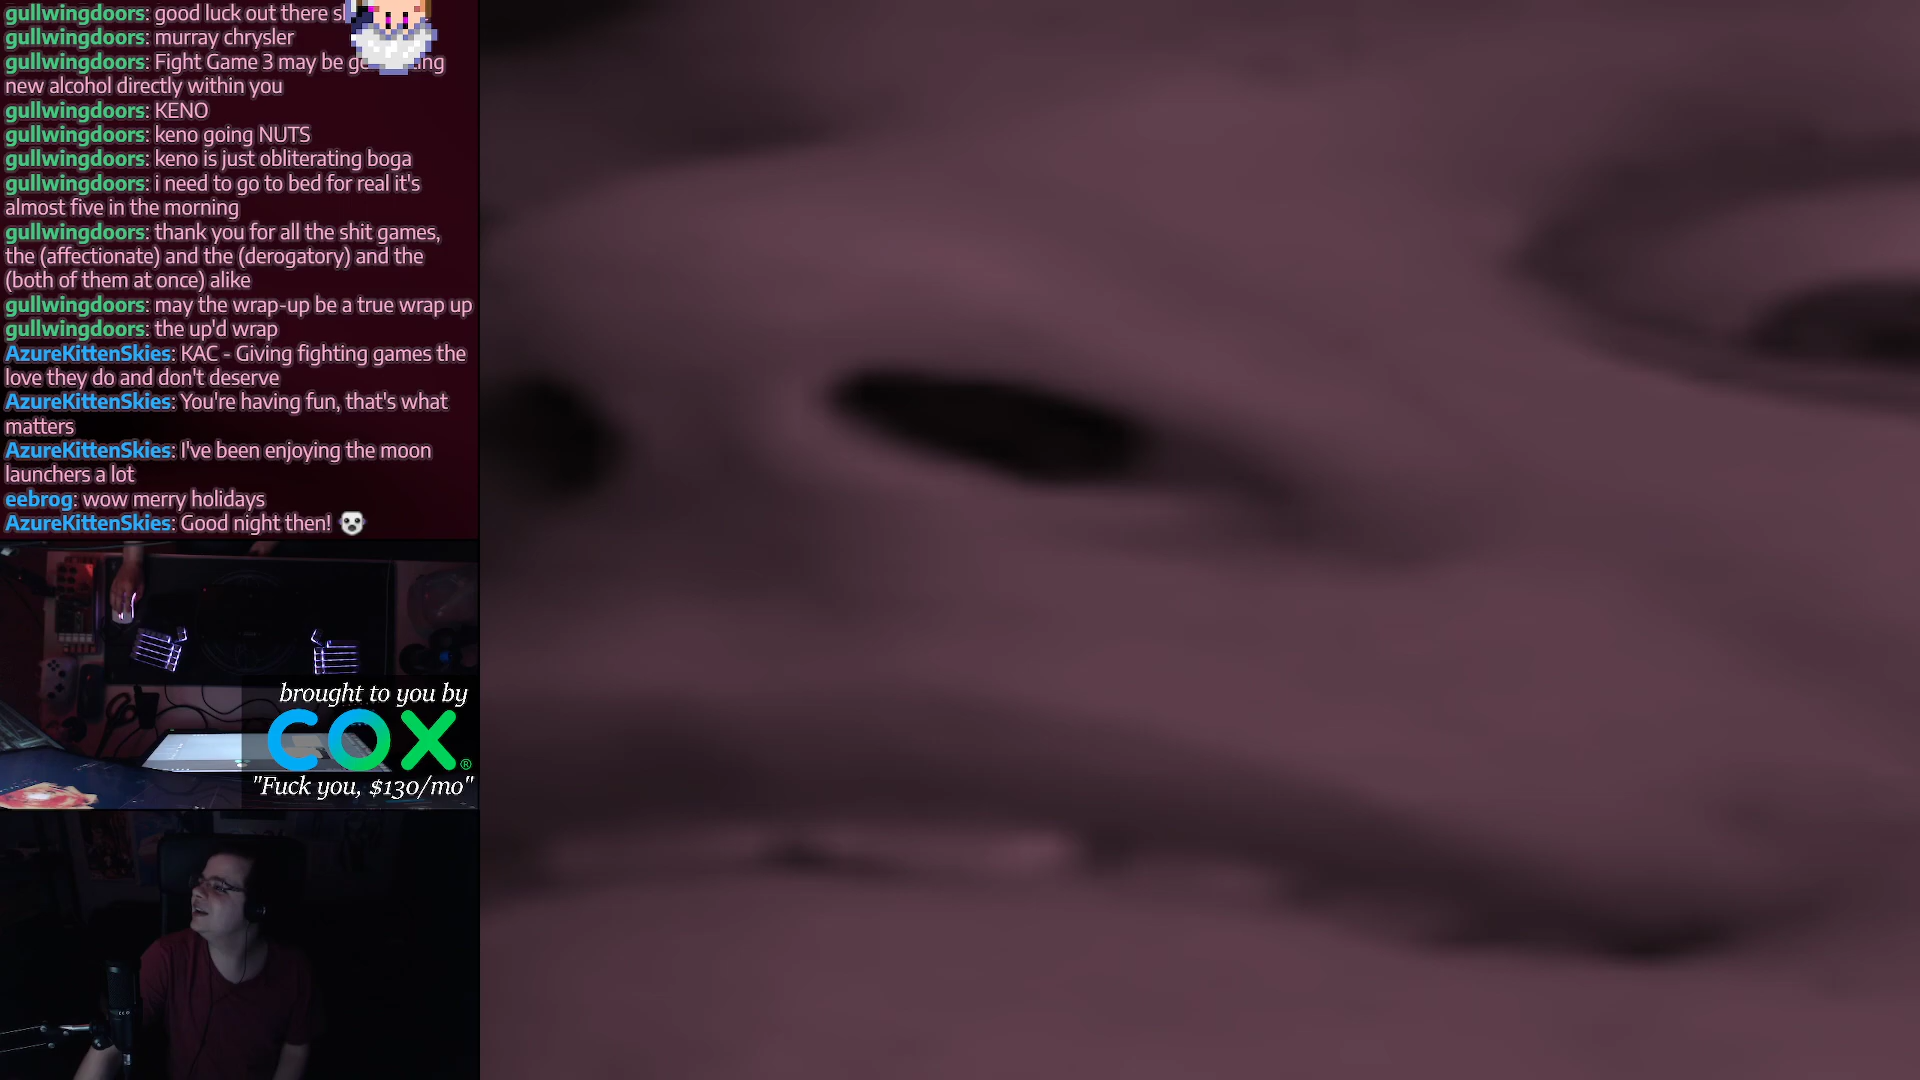 gullwingdoors: good luck out there
gullwingdoors: murray chrysler
gullwingdoors: Fight Game 3 may be
new alcohol directly within you
gullwingdoors: KENO
gullwingdoors: keno going NUTS
gullwingdoors: keno is just obliterating boga
gullwingdoors: i need to go to bed for real it's
almost five in the morning
gullwingdoors: thank you for all the shit games,
the (affectionate) and the (derogatory) and the
(both of them at once) alike
gullwingdoors: may the wrap-up be a true wrap up
gullwingdoors: the up'd wrap
AzureKittenSkies: KAC - Giving fighting games the
love they do and don't deserve
AzureKittenSkies: You're having fun, that's what
matters
AzureKittenSkies: I've been enjoying the moon
launchers a lot
eebrog: wow merry holidays
AzureKittenSkies: Good night then!
brought to you by
COX®
"Fuck you, $130/mo"